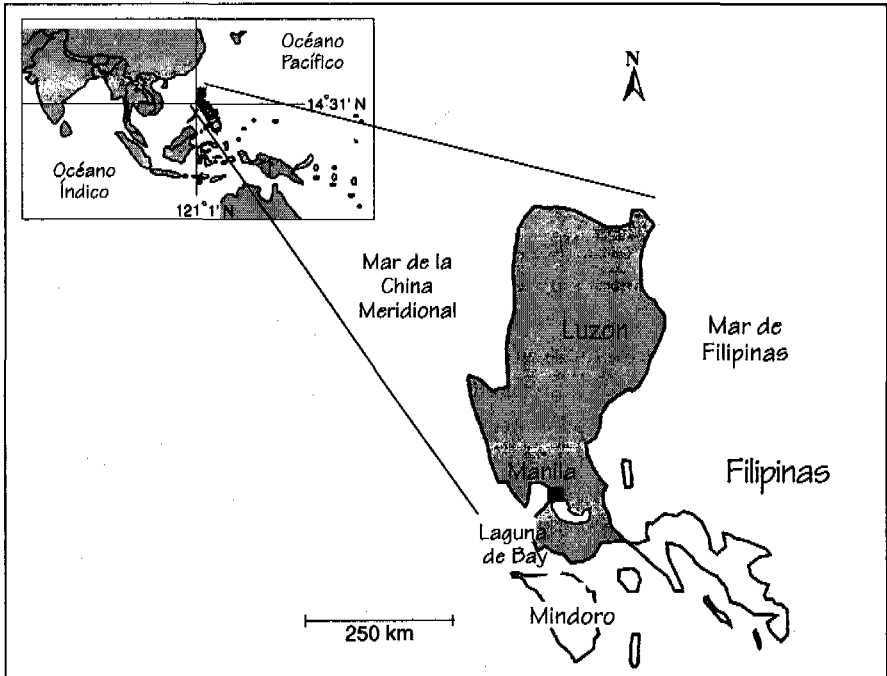 Océano
Pacífico
14°31' N
Océano
Índico
121°1' N
N
Mar de la
China
Meridional
Luzón
Mar de
Filipinas
Manila
Filipinas
Laguna
de Bay
Mindoro
250 km